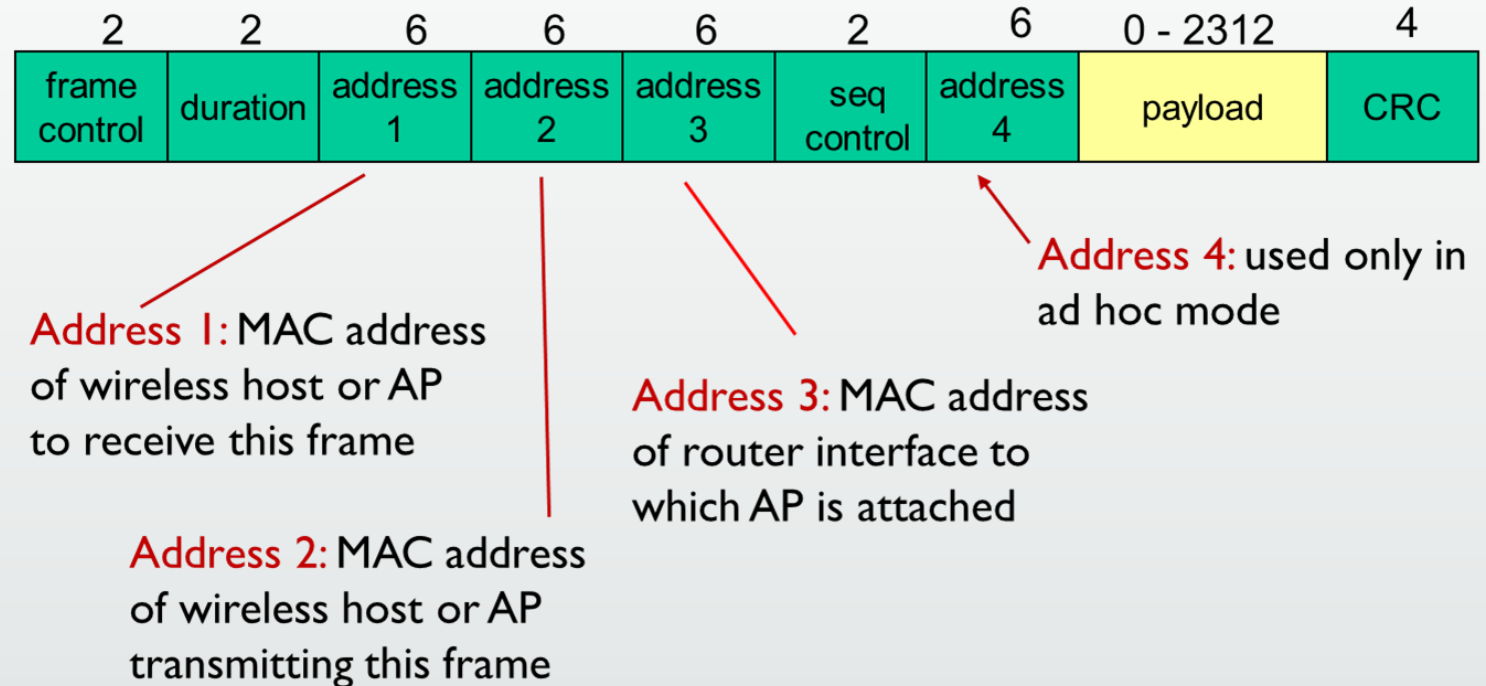 2 2 6 6 6 2 6 0 - 2312 4
frame control duration address 1 address 2 address 3 seq control address 4 payload CRC
Address 4: used only in
ad hoc mode
Address 1: MAC address
of wireless host or AP
to receive this frame
Address 3: MAC address
of router interface to
which AP is attached
Address 2: MAC address
of wireless host or AP
transmitting this frame